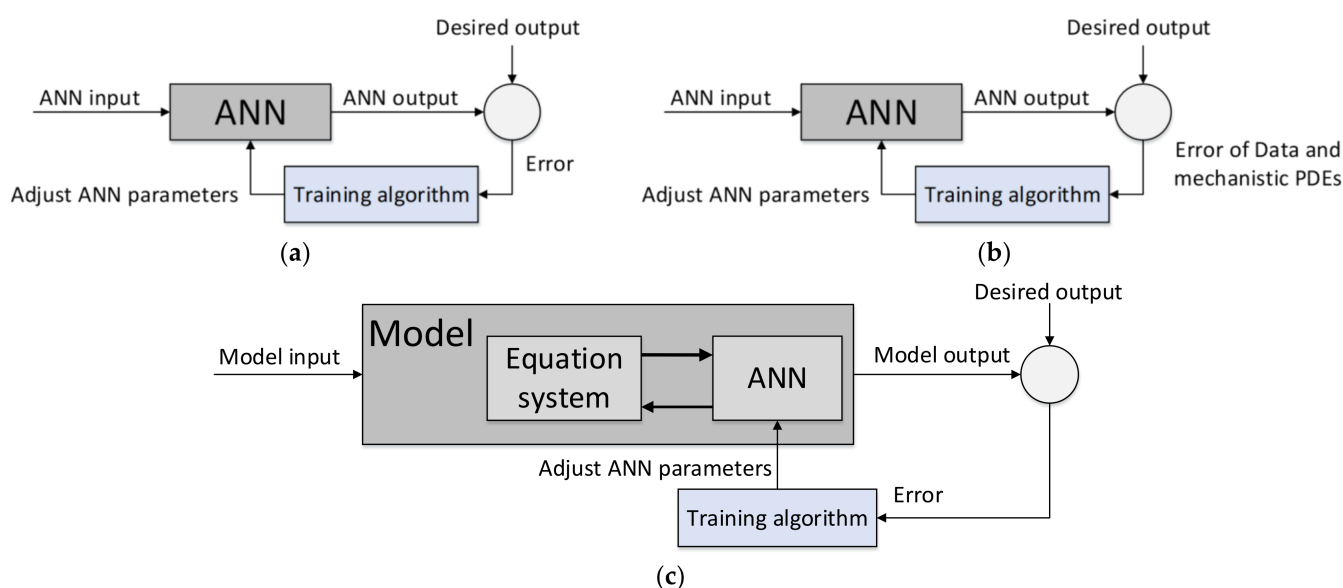 Desired output
ANN input
ANN
ANN output
Error
Adjust ANN parameters
Training algorithm
(a)
Desired output
ANN input
ANN
ANN output
Error of Data and
mechanistic PDEs
Adjust ANN parameters
Training algorithm
(b)
Desired output
Model input
Model
Equation
system
ANN
Model output
Adjust ANN parameters
Training algorithm
Error
(c)